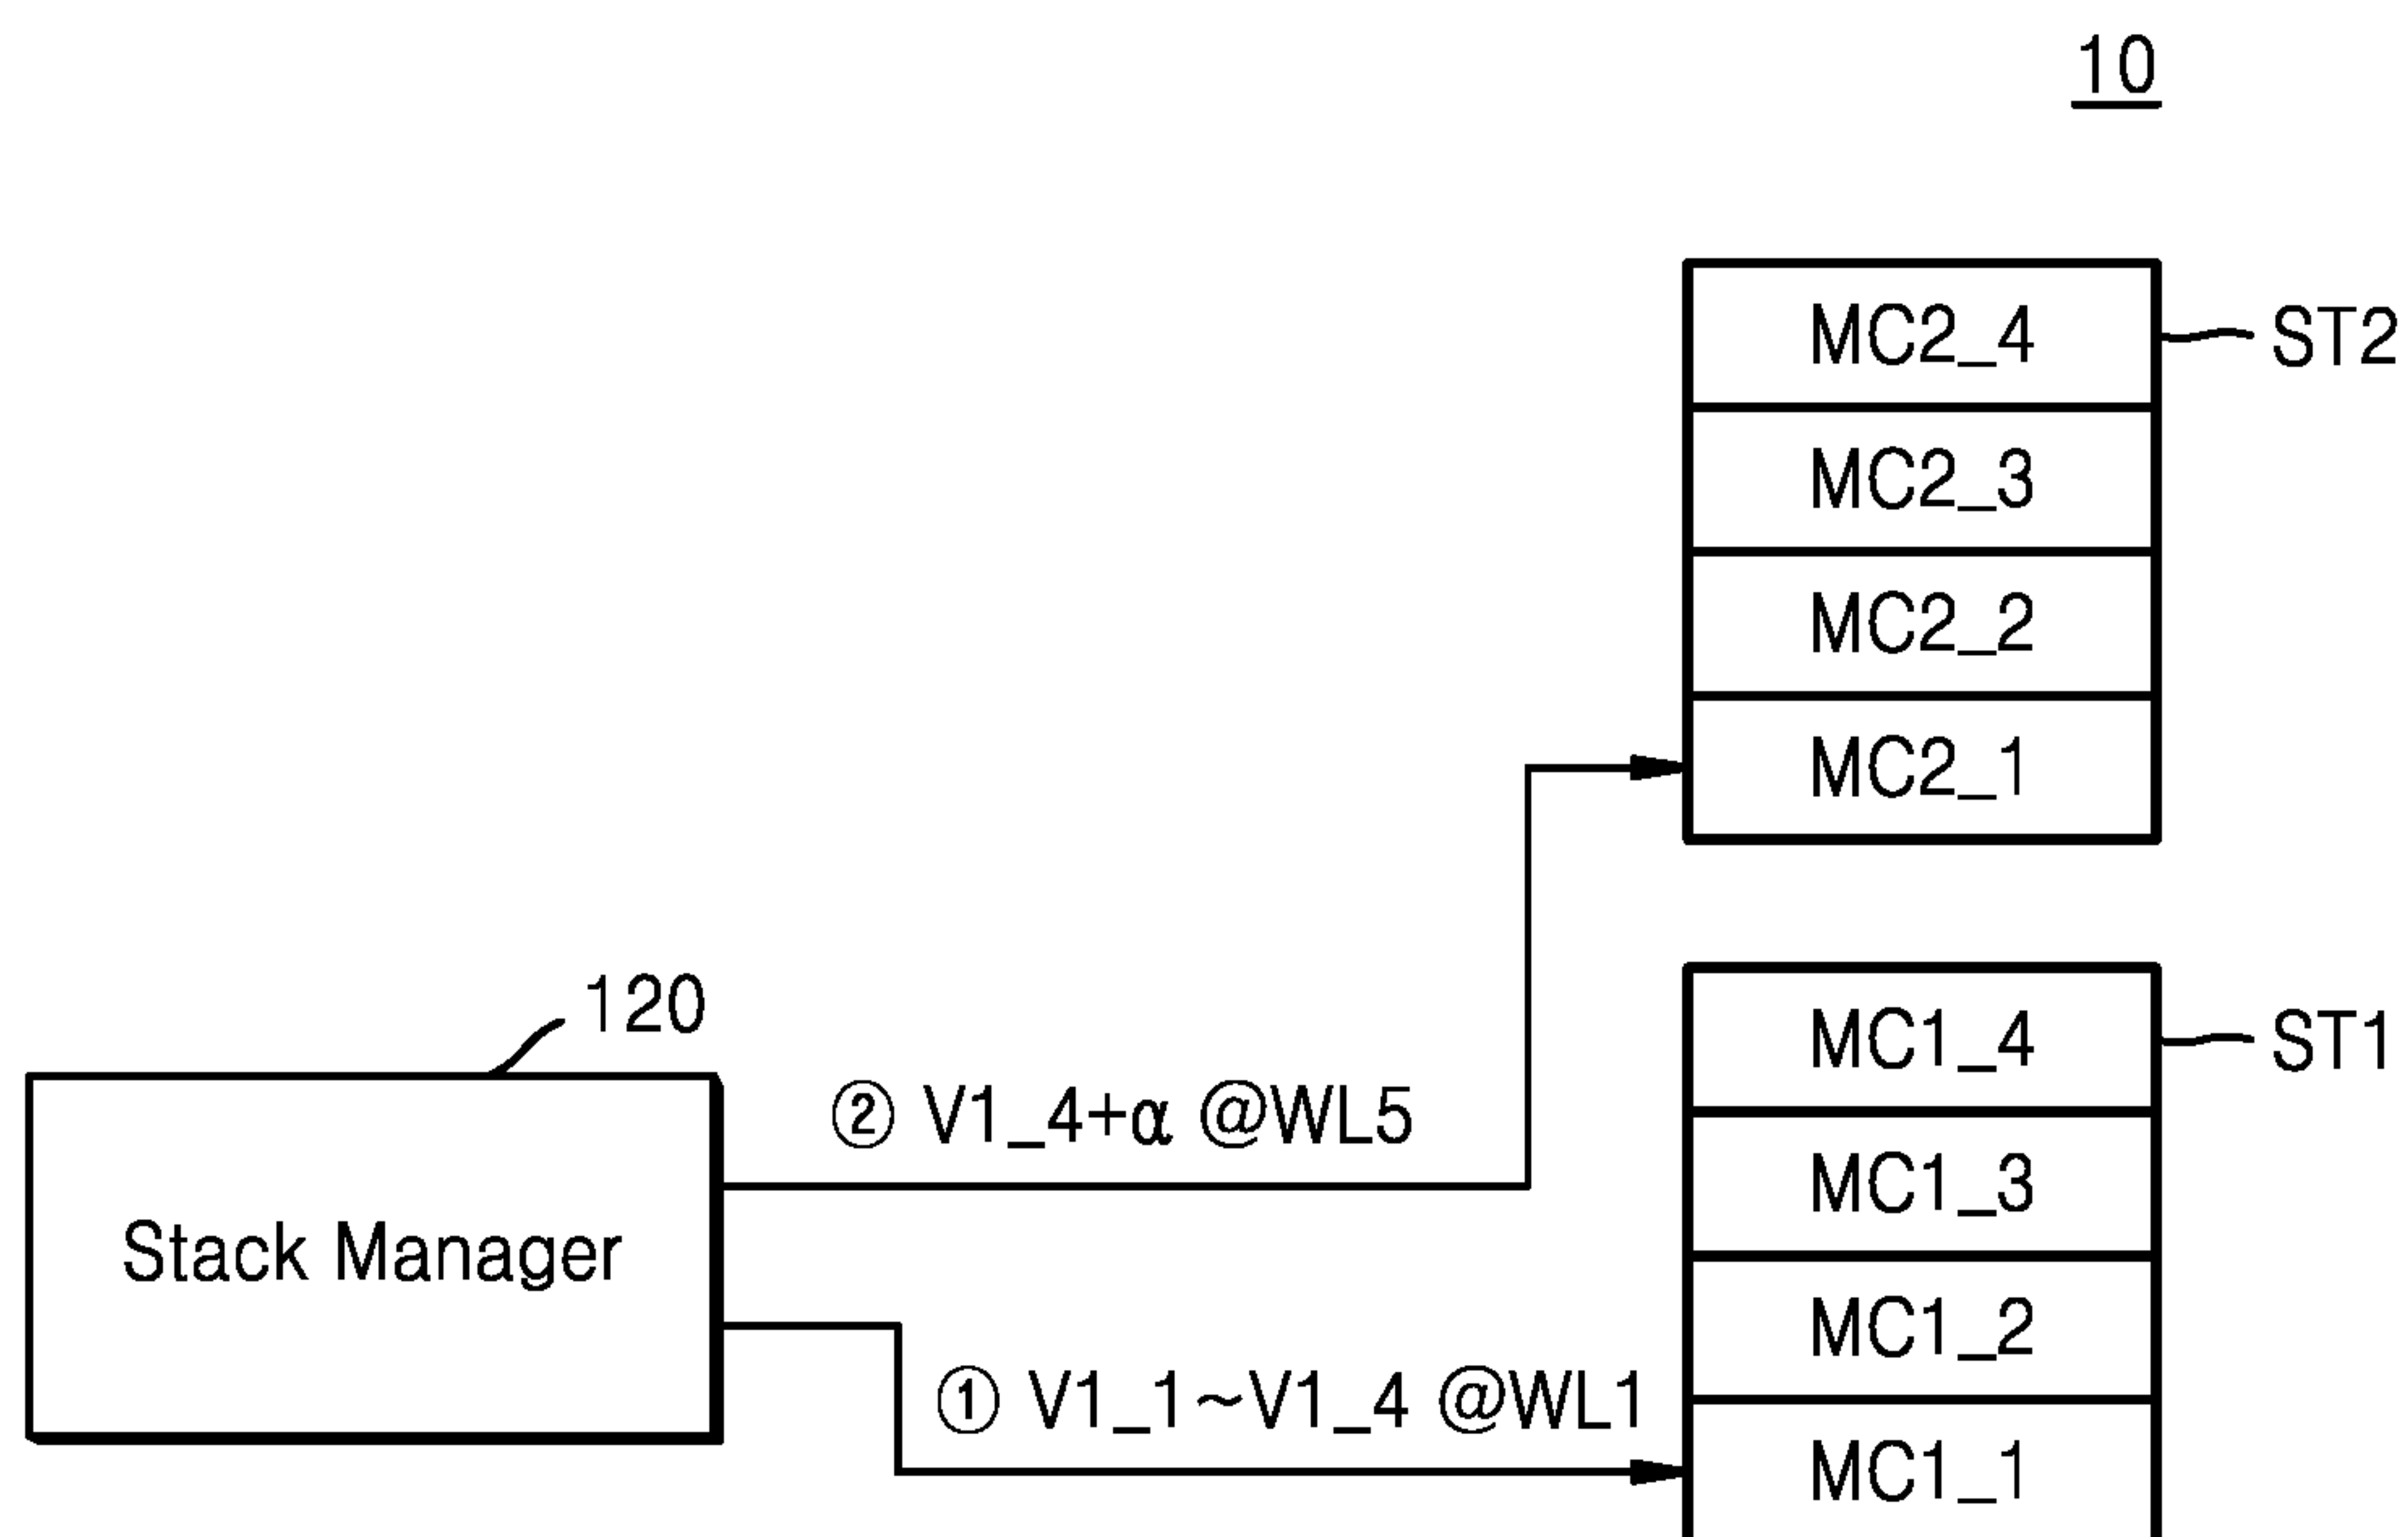 10
MC2_4
ST2
MC2_3
MC2_2
MC2_1
120
MC1_4
ST1
② V1_4+α @WL5
MC1_3
Stack Manager
MC1_2
① V1_1~V1_4 @WL1
MC1_1